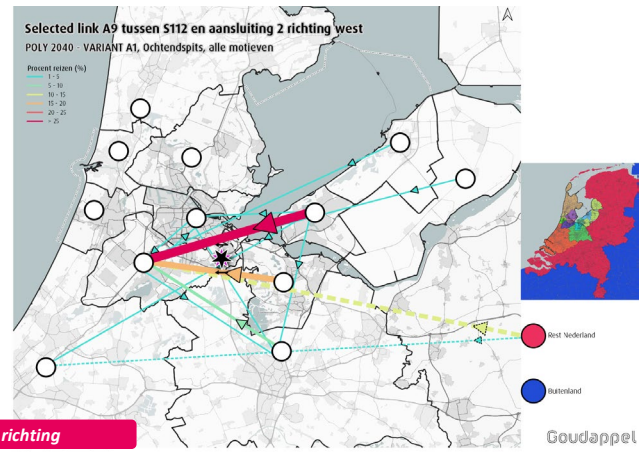 Selected link A9 tussen S112 en aansluiting 2 richting west
POLY 2040 - VARIANT A1, Ochtendspits, alle motieven
Procent reizen (%)
1 - 5
5 - 10
10 - 15
15 - 20
20 - 25
> 25
Rest Nederland
Buitenland
richting
Goudappel